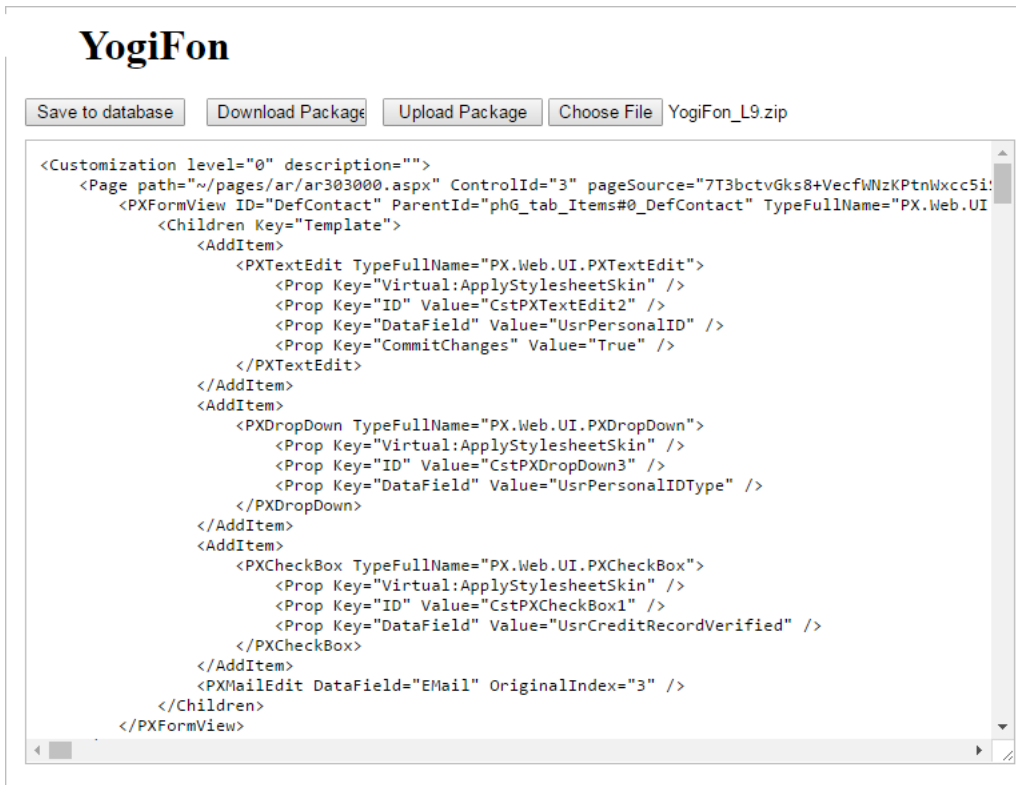 YogiFon
Save to database Download Package Upload Package Choose File YogiFon_L9.zip
<Customization level="0" description="">
<Page path="~/pages/ar/ar303000.aspx" ControlId="3" pageSource="7T3bctvGks8+VecfWNzKPtnWxcc5i
<PXFormView ID="DefContact" ParentId="phG_tab_Items#0_DefContact" TypeFullName="PX.Web.UI
<Children Key="Template">
<AddItem>
<PXTextEdit TypeFullName="PX.Web.UI.PXTextEdit">
<Prop Key="Virtual:ApplyStylesheetSkin" />
<Prop Key="ID" Value="CstPXTextEdit2" />
<Prop Key="DataField" Value="UsrPersonalID" />
<Prop Key="CommitChanges" Value="True" />
</PXTextEdit>
</AddItem>
<AddItem>
<PXDropDown TypeFullName="PX.Web.UI.PXDropDown">
<Prop Key="Virtual:ApplyStylesheetSkin" />
<Prop Key="ID" Value="CstPXDropDown3" />
<Prop Key="DataField" Value="UsrPersonalIDType" />
</PXDropDown>
</AddItem>
<AddItem>
<PXCheckBox TypeFullName="PX.Web.UI.PXCheckBox">
<Prop Key="Virtual:ApplyStylesheetSkin" />
<Prop Key="ID" Value="CstPXCheckBox1" />
<Prop Key="DataField" Value="UsrCreditRecordVerified" />
</PXCheckBox>
</AddItem>
<PXMailEdit DataField="EMail" OriginalIndex="3" />
</Children>
</PXFormView>